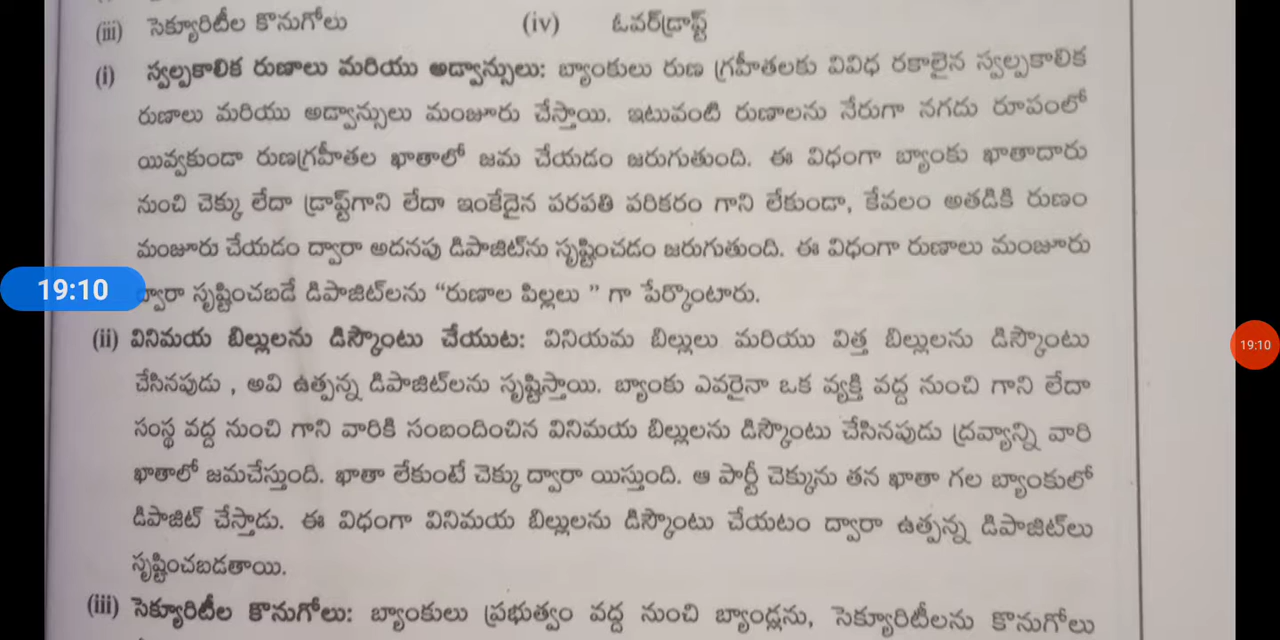 (iii) సెక్యూరిటీల కొనుగోలు (iv) ఓవర్‌డ్రాఫ్ట్
(i) స్వల్పకాలిక రుణాలు మరియు అడ్వాన్సులు: బ్యాంకులు రుణ గ్రహీతలకు వివిధ రకాలైన స్వల్పకాలిక
రుణాలు మరియు అడ్వాన్సులు మంజూరు చేస్తాయి. ఇటువంటి రుణాలను నేరుగా నగదు రూపంలో
యివ్వకుండా రుణగ్రహీతల ఖాతాలో జమ చేయడం జరుగుతుంది. ఈ విధంగా బ్యాంకు ఖాతాదారు
నుంచి చెక్కు లేదా డ్రాఫ్ట్‌గాని లేదా ఇంకేదైన పరపతి పరికరం గాని లేకుండా, కేవలం అతడికి రుణం
మంజూరు చేయడం ద్వారా అదనపు డిపాజిట్‌ను సృష్టించడం జరుగుతుంది. ఈ విధంగా రుణాలు మంజూరు
ద్వారా సృష్టించబడే డిపాజిట్‌లను “రుణాల పిల్లలు ” గా పేర్కొంటారు.
19:10
(ii) వినిమయ బిల్లులను డిస్కౌంటు చేయుట: వినియమ బిల్లులు మరియు విత్త బిల్లులను డిస్కౌంటు
19:10
చేసినపుడు , అవి ఉత్పన్న డిపాజిట్‌లను సృష్టిస్తాయి. బ్యాంకు ఎవరైనా ఒక వ్యక్తి వద్ద నుంచి గాని లేదా
సంస్థ వద్ద నుంచి గాని వారికి సంబందించిన వినిమయ బిల్లులను డిస్కౌంటు చేసినపుడు ద్రవ్యాన్ని వారి
ఖాతాలో జమచేస్తుంది. ఖాతా లేకుంటే చెక్కు ద్వారా యిస్తుంది. ఆ పార్టీ చెక్కును తన ఖాతా గల బ్యాంకులో
డిపాజిట్ చేస్తాడు. ఈ విధంగా వినిమయ బిల్లులను డిస్కౌంటు చేయటం ద్వారా ఉత్పన్న డిపాజిట్‌లు
సృష్టించబడతాయి.
(iii) సెక్యూరిటీల కొనుగోలు: బ్యాంకులు ప్రభుత్వం వద్ద నుంచి బ్యాండ్లను, సెక్యూరిటీలను కొనుగోలు